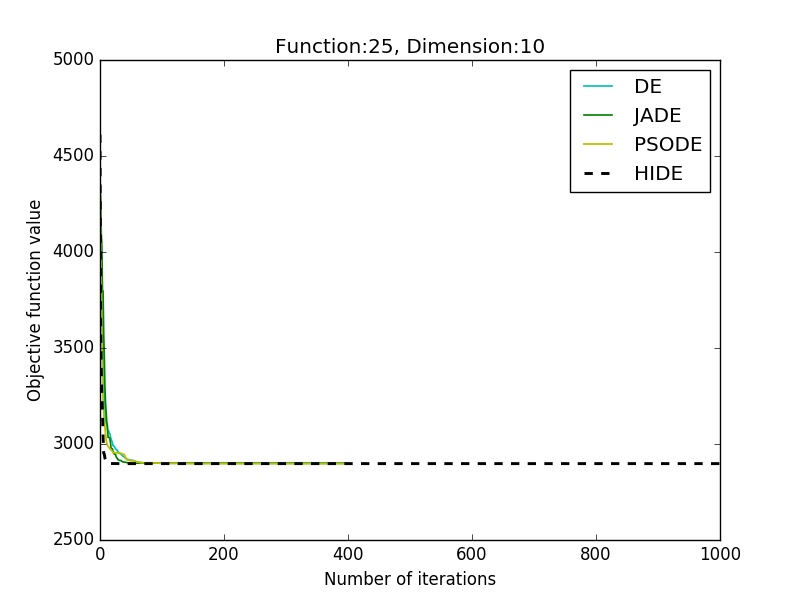 Function:25, Dimension:10
5000
4500
4000
3500
3000
2500
Objective function value
0
200
400
600
800
1000
Number of iterations
DE
JADE
PSODE
HIDE